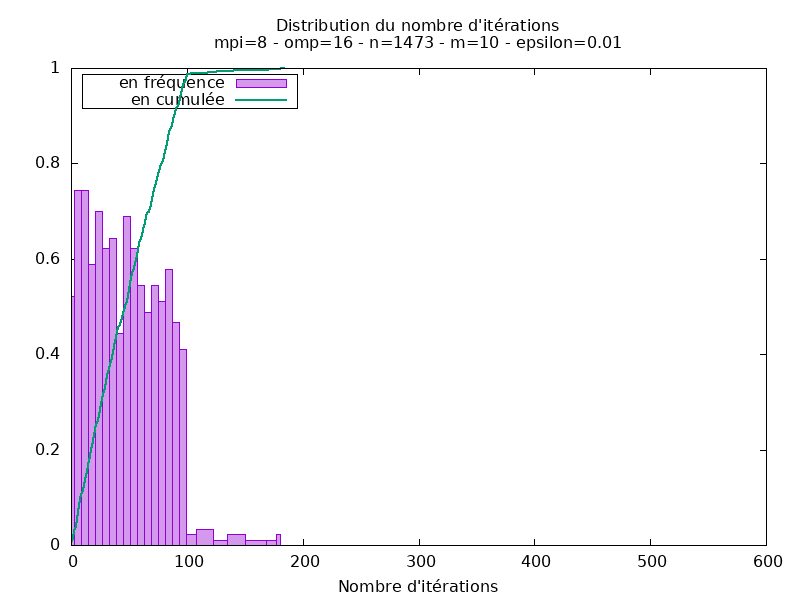 Distribution du nombre d'itérations
mpi=8 - omp=16 - n=1473 - m=10 - epsilon=0.01
en fréquence
en cumulée
1
0.8
0.6
0.4
0.2
0
0 100 200 300 400 500 600
Nombre d'itérations